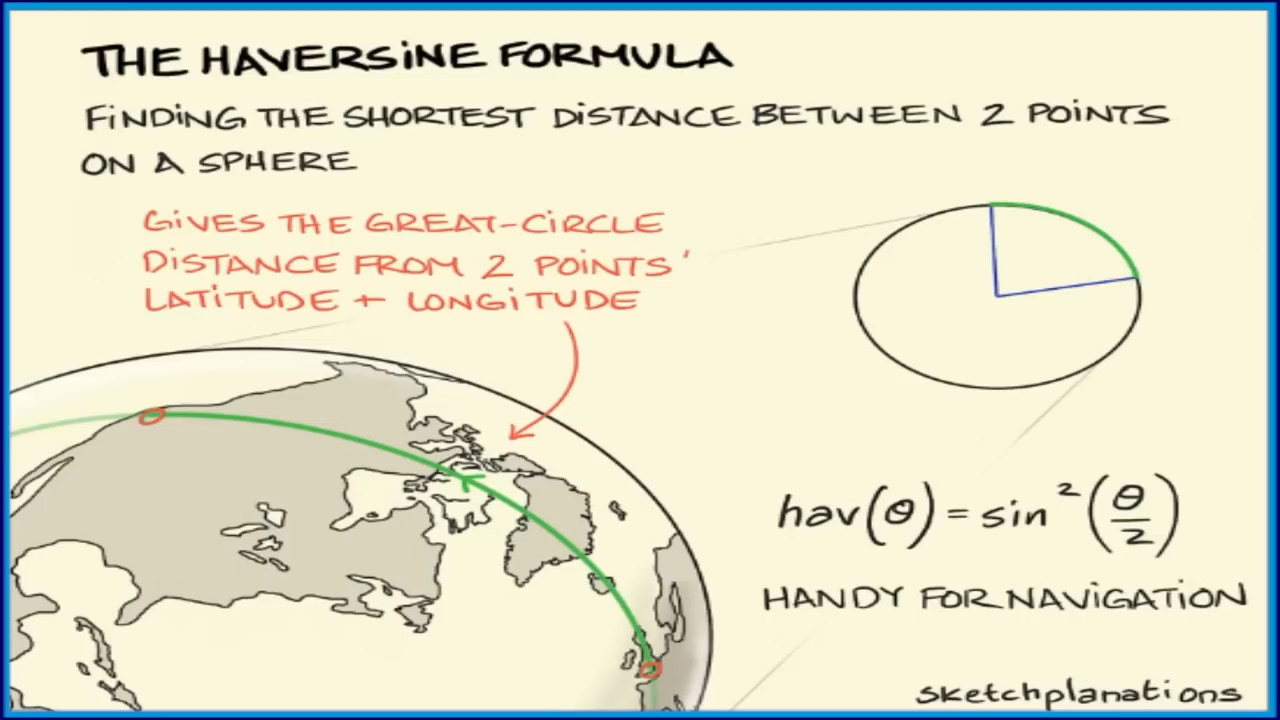 THE HAVERSiNE FORMULA
FiNDiNG THE SHORTEST DiSTANCE BETWEEN 2 POiNTS
ON A SPHERE
GiVES THE GREAT-CiRCLE
DiSTANCE FROM 2 POiNTS'
LATiTUDE + LONGiTUDE
hav(θ) = sin²(θ/2)
HANDY FOR NAViGATiON
sketchplanations